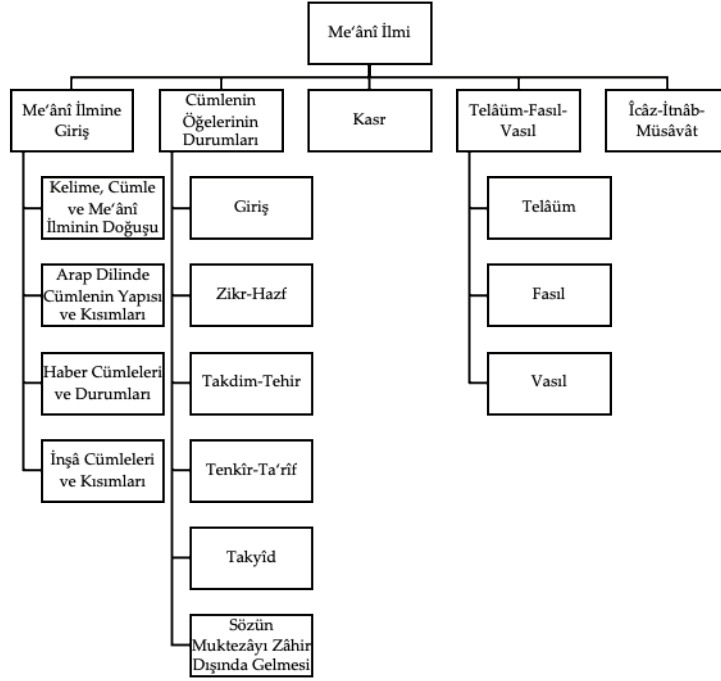 Me‘ânî İlmi
Me‘ânî İlmine
Giriş
Cümlenin
Öğelerinin
Durumları
Kasr
Telâüm-Fasıl-
Vasıl
Îcâz-İtnâb-
Müsâvât
Kelime, Cümle
ve Me‘ânî
İlminin Doğuşu
Arap Dilinde
Cümlenin Yapısı
ve Kısımları
Haber Cümleleri
ve Durumları
İnşâ Cümleleri
ve Kısımları
Giriş
Zikr-Hazf
Takdim-Tehir
Tenkîr-Ta‘rîf
Takyîd
Sözün
Muktezâyı Zâhir
Dışında Gelmesi
Telâüm
Fasıl
Vasıl